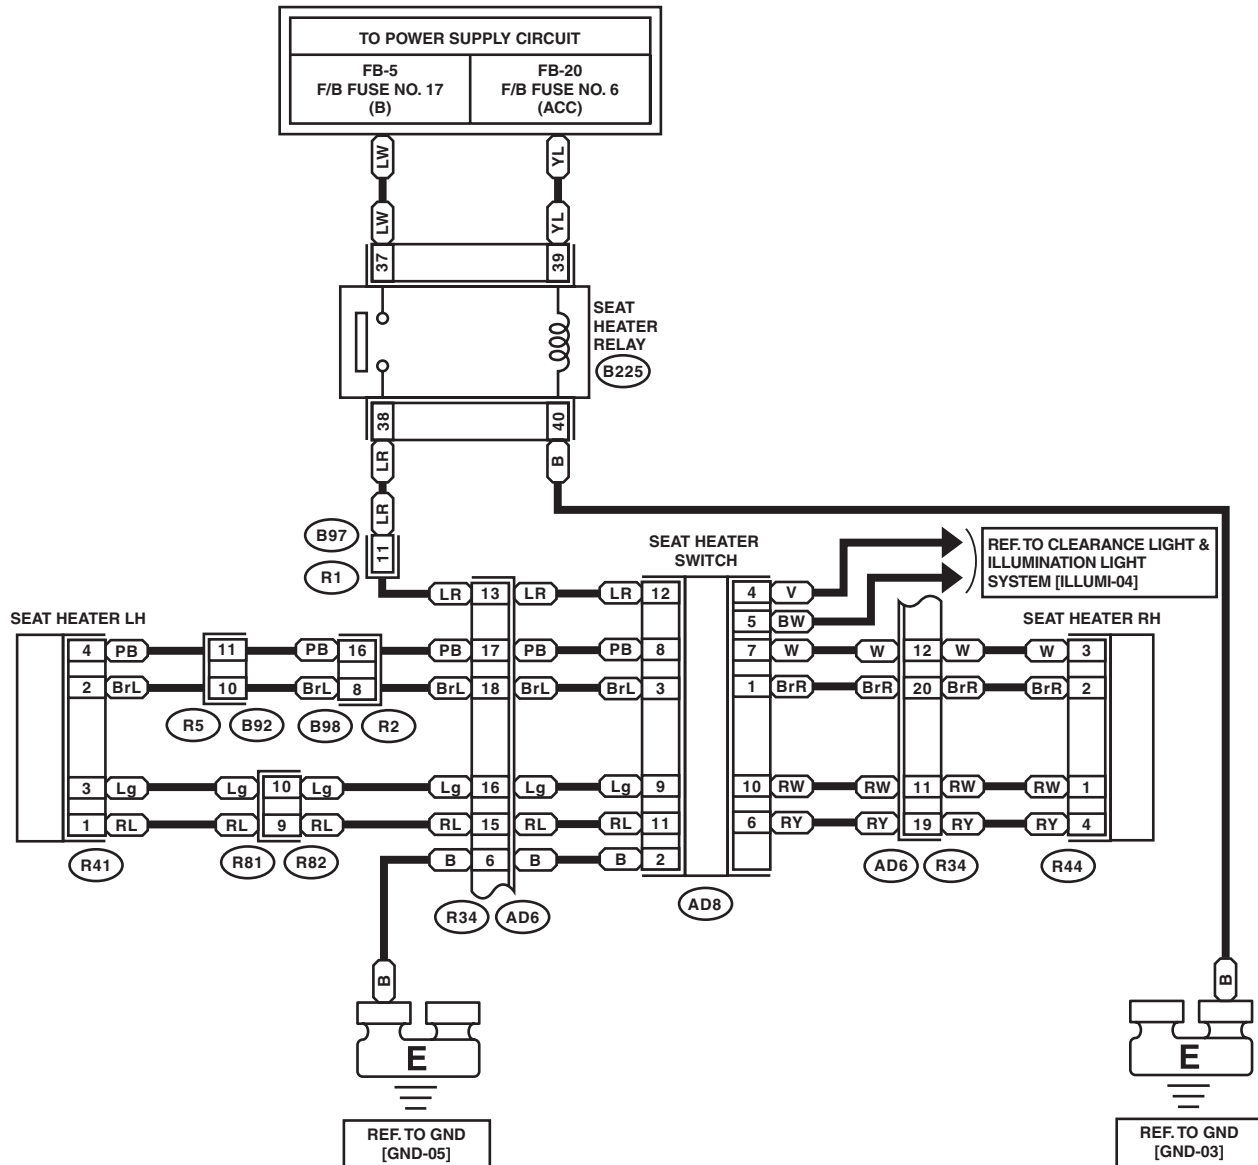 TO POWER SUPPLY CIRCUIT
FB-5
F/B FUSE NO. 17
(B)
FB-20
F/B FUSE NO. 6
(ACC)
LW
YL
LW
YL
37
39
SEAT
HEATER
RELAY
B225
38
40
LR
B
LR
B97
11
R1
SEAT HEATER
SWITCH
REF. TO CLEARANCE LIGHT &
ILLUMINATION LIGHT
SYSTEM [ILLUMI-04]
SEAT HEATER LH
SEAT HEATER RH
LR 13 LR LR 12
4 V
5 BW
4 PB 11 PB 16 PB 17 PB PB 8
7 W W 12 W W 3
2 BrL 10 BrL 8 BrL 18 BrL BrL 3
1 BrR BrR 20 BrR BrR 2
R5 B92 B98 R2
3 Lg Lg 10 Lg Lg 16 Lg Lg 9
10 RW RW 11 RW RW 1
1 RL RL 9 RL RL 15 RL RL 11
6 RY RY 19 RY RY 4
B 6 B B 2
R41 R81 R82
AD6 R34 R44
R34 AD6 AD8
B
B
E
E
REF. TO GND
[GND-05]
REF. TO GND
[GND-03]